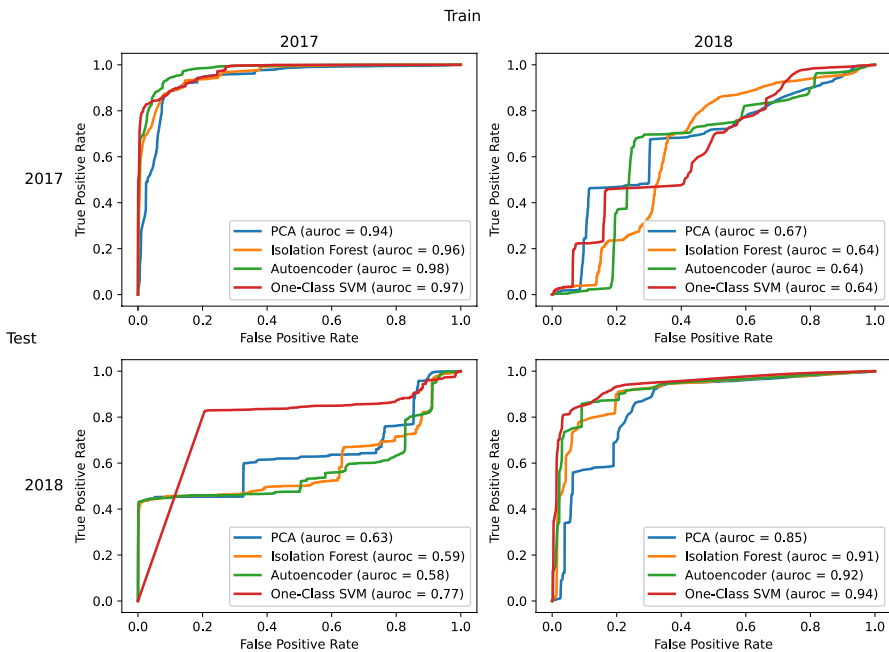 Train
2017
2018
2017
True Positive Rate
1.0
0.8
0.6
0.4
0.2
0.0
PCA (auroc = 0.94)
Isolation Forest (auroc = 0.96)
Autoencoder (auroc = 0.98)
One-Class SVM (auroc = 0.97)
0.0 0.2 0.4 0.6 0.8 1.0
False Positive Rate
True Positive Rate
1.0
0.8
0.6
0.4
0.2
0.0
PCA (auroc = 0.67)
Isolation Forest (auroc = 0.64)
Autoencoder (auroc = 0.64)
One-Class SVM (auroc = 0.64)
0.0 0.2 0.4 0.6 0.8 1.0
False Positive Rate
Test
2018
True Positive Rate
1.0
0.8
0.6
0.4
0.2
0.0
PCA (auroc = 0.63)
Isolation Forest (auroc = 0.59)
Autoencoder (auroc = 0.58)
One-Class SVM (auroc = 0.77)
0.0 0.2 0.4 0.6 0.8 1.0
False Positive Rate
True Positive Rate
1.0
0.8
0.6
0.4
0.2
0.0
PCA (auroc = 0.85)
Isolation Forest (auroc = 0.91)
Autoencoder (auroc = 0.92)
One-Class SVM (auroc = 0.94)
0.0 0.2 0.4 0.6 0.8 1.0
False Positive Rate